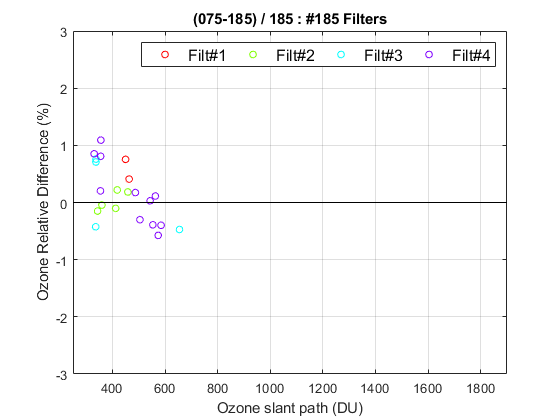 (075-185) / 185 : #185 Filters
Filt#1 Filt#2 Filt#3 Filt#4
Ozone Relative Difference (%)
3
2
1
0
-1
-2
-3
400 600 800 1000 1200 1400 1600 1800
Ozone slant path (DU)